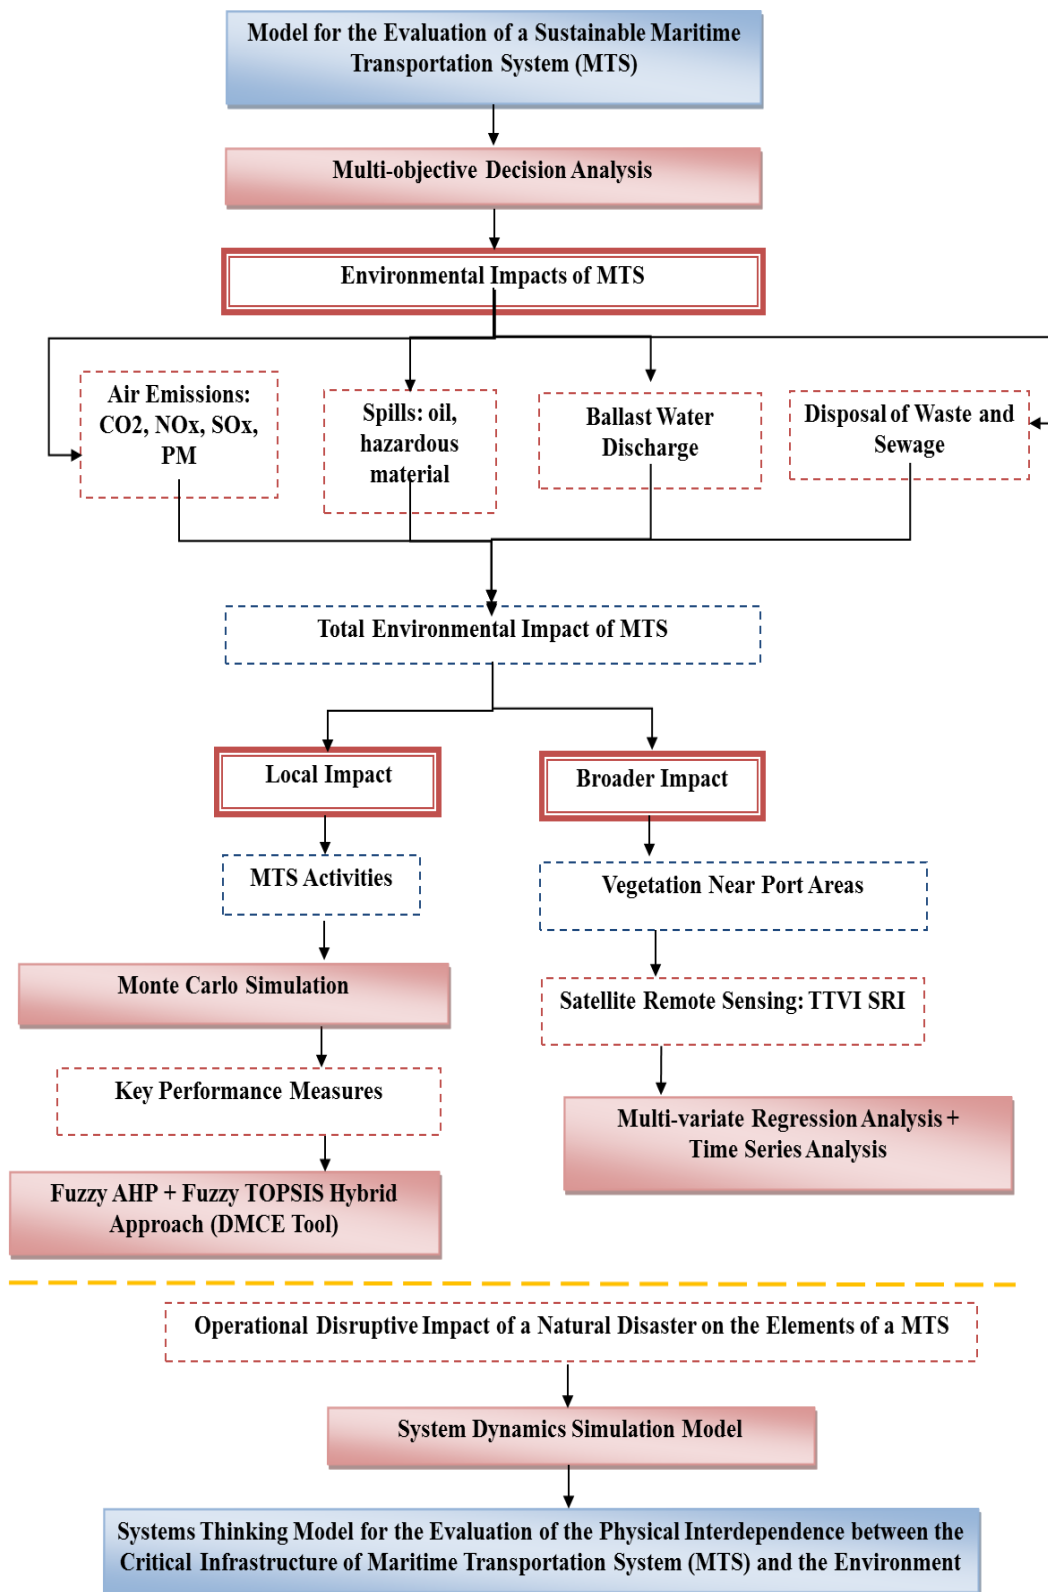 Model for the Evaluation of a Sustainable Maritime
Transportation System (MTS)
Multi-objective Decision Analysis
Environmental Impacts of MTS
Air Emissions:
CO2, NOx, SOx,
PM
Spills: oil,
hazardous
material
Ballast Water
Discharge
Disposal of Waste and
Sewage
Total Environmental Impact of MTS
Local Impact
Broader Impact
MTS Activities
Vegetation Near Port Areas
Monte Carlo Simulation
Satellite Remote Sensing: TTVI SRI
Key Performance Measures
Multi-variate Regression Analysis +
Time Series Analysis
Fuzzy AHP + Fuzzy TOPSIS Hybrid
Approach (DMCE Tool)
Operational Disruptive Impact of a Natural Disaster on the Elements of a MTS
System Dynamics Simulation Model
Systems Thinking Model for the Evaluation of the Physical Interdependence between the
Critical Infrastructure of Maritime Transportation System (MTS) and the Environment